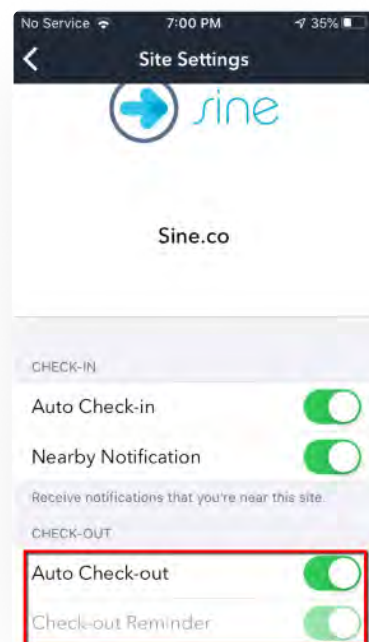 No Service 7:00 PM 35%
Site Settings
sine
Sine.co
CHECK-IN
Auto Check-in
Nearby Notification
Receive notifications that you're near this site.
CHECK-OUT
Auto Check-out
Check-out Reminder